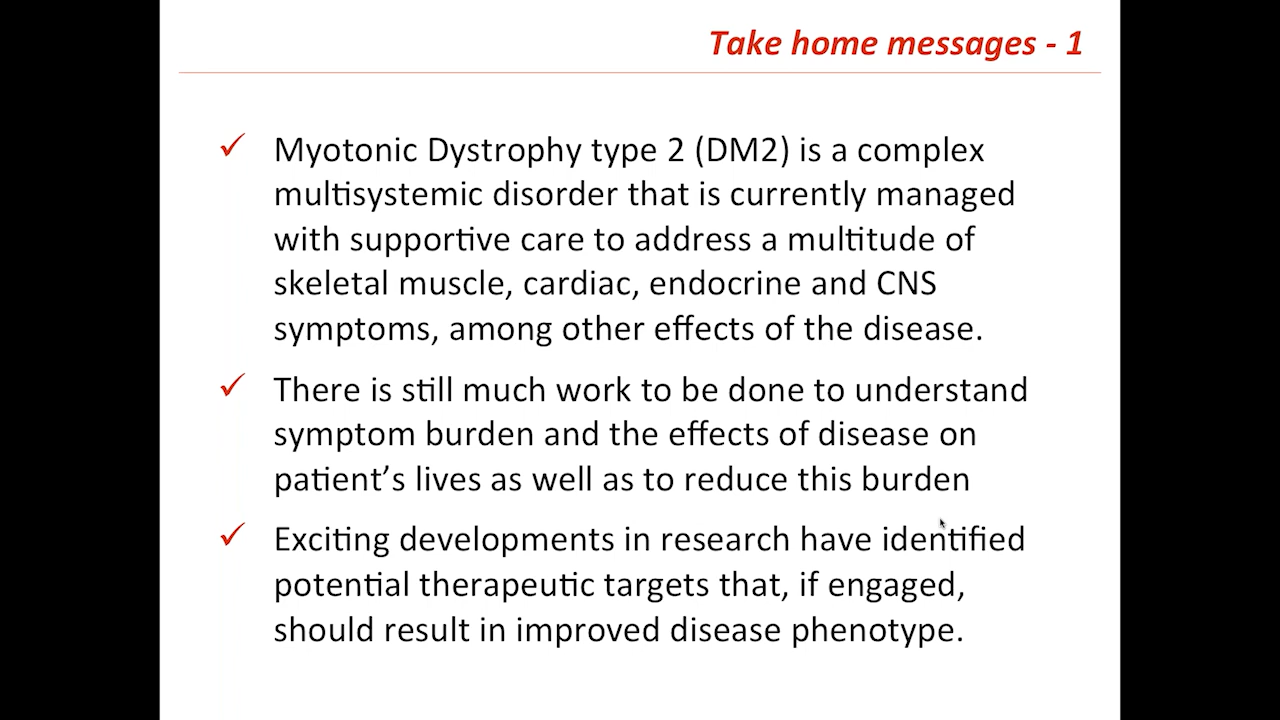 Take home messages - 1
✓ Myotonic Dystrophy type 2 (DM2) is a complex
multisystemic disorder that is currently managed
with supportive care to address a multitude of
skeletal muscle, cardiac, endocrine and CNS
symptoms, among other effects of the disease.
✓ There is still much work to be done to understand
symptom burden and the effects of disease on
patient’s lives as well as to reduce this burden
✓ Exciting developments in research have identified
potential therapeutic targets that, if engaged,
should result in improved disease phenotype.